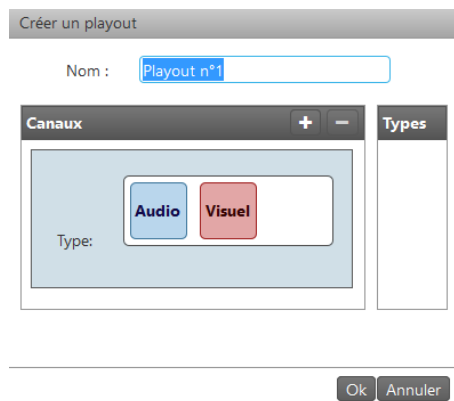 Créer un playout
Nom : Playout n°1
Canaux + − Types
Audio Visuel
Type:
Ok Annuler